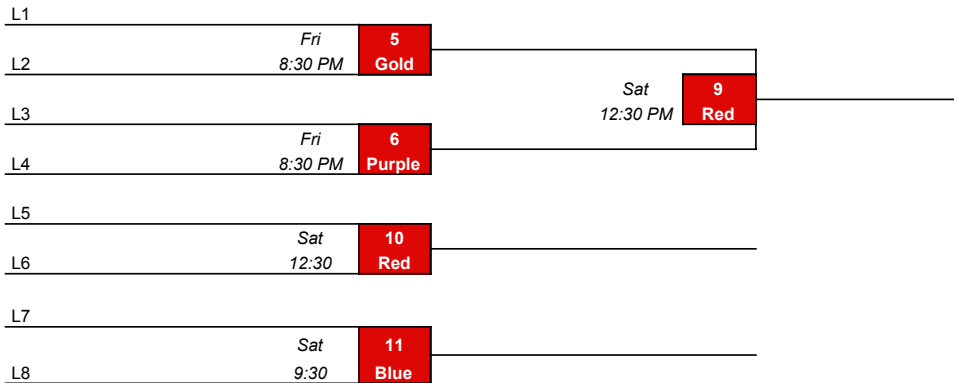 L1
Fri 5
L2 8:30 PM Gold
Sat 9
12:30 PM Red
L3
Fri 6
L4 8:30 PM Purple
L5
Sat 10
L6 12:30 Red
L7
Sat 11
L8 9:30 Blue